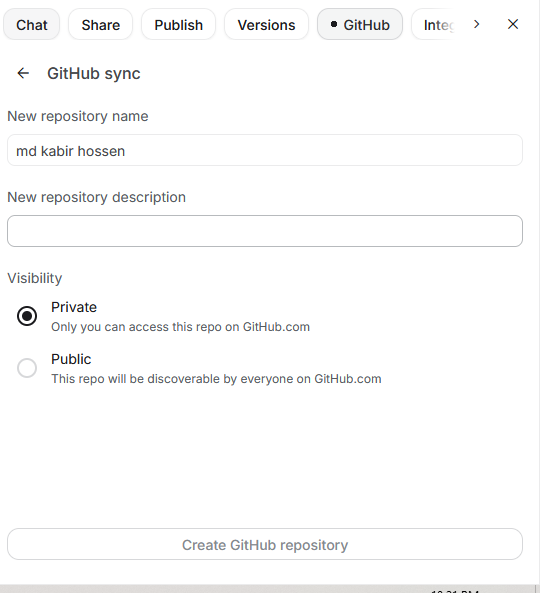 Chat Share Publish Versions GitHub
GitHub sync
New repository name
md kabir hossen
New repository description
Visibility
Private
Only you can access this repo on GitHub.com
Public
This repo will be discoverable by everyone on GitHub.com
Create GitHub repository